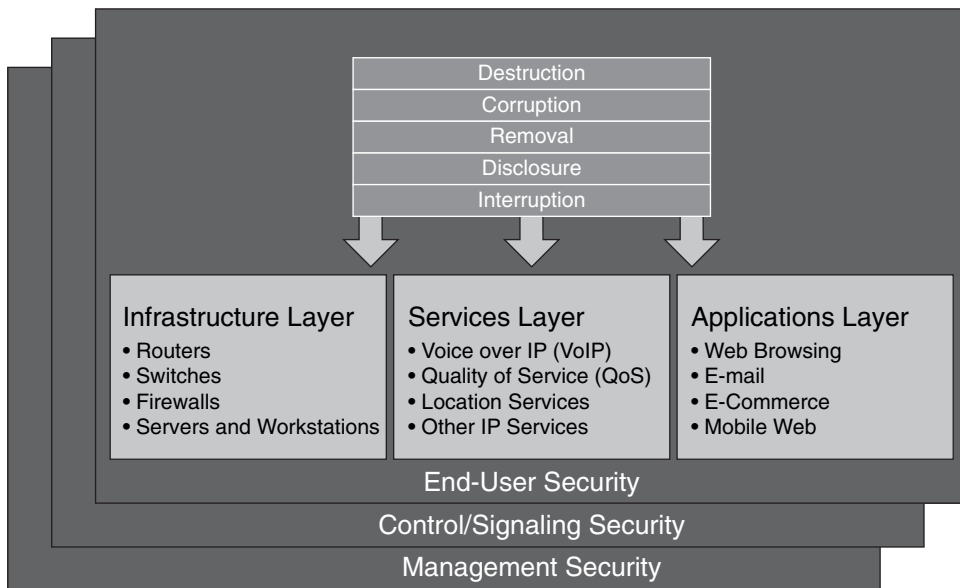 Destruction
Corruption
Removal
Disclosure
Interruption
Infrastructure Layer
• Routers
• Switches
• Firewalls
• Servers and Workstations
Services Layer
• Voice over IP (VoIP)
• Quality of Service (QoS)
• Location Services
• Other IP Services
Applications Layer
• Web Browsing
• E-mail
• E-Commerce
• Mobile Web
End-User Security
Control/Signaling Security
Management Security